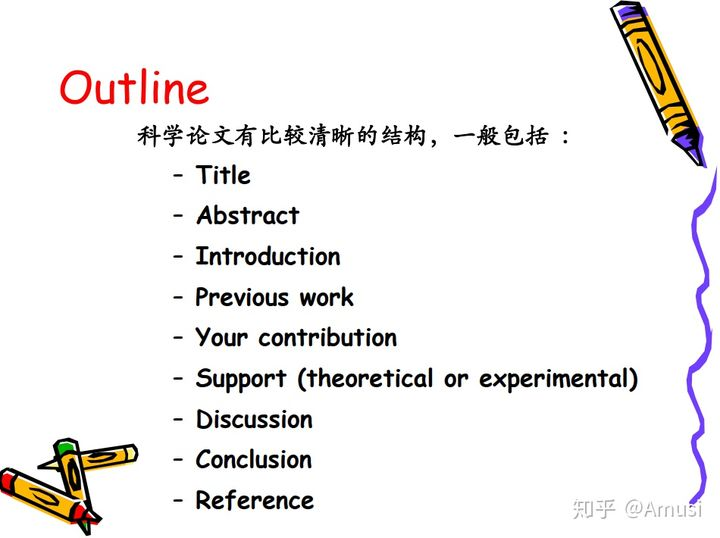 Outline
科学论文有比较清晰的结构，一般包括 ：
– Title
– Abstract
– Introduction
– Previous work
– Your contribution
– Support (theoretical or experimental)
– Discussion
– Conclusion
– Reference
知乎 @Amusi